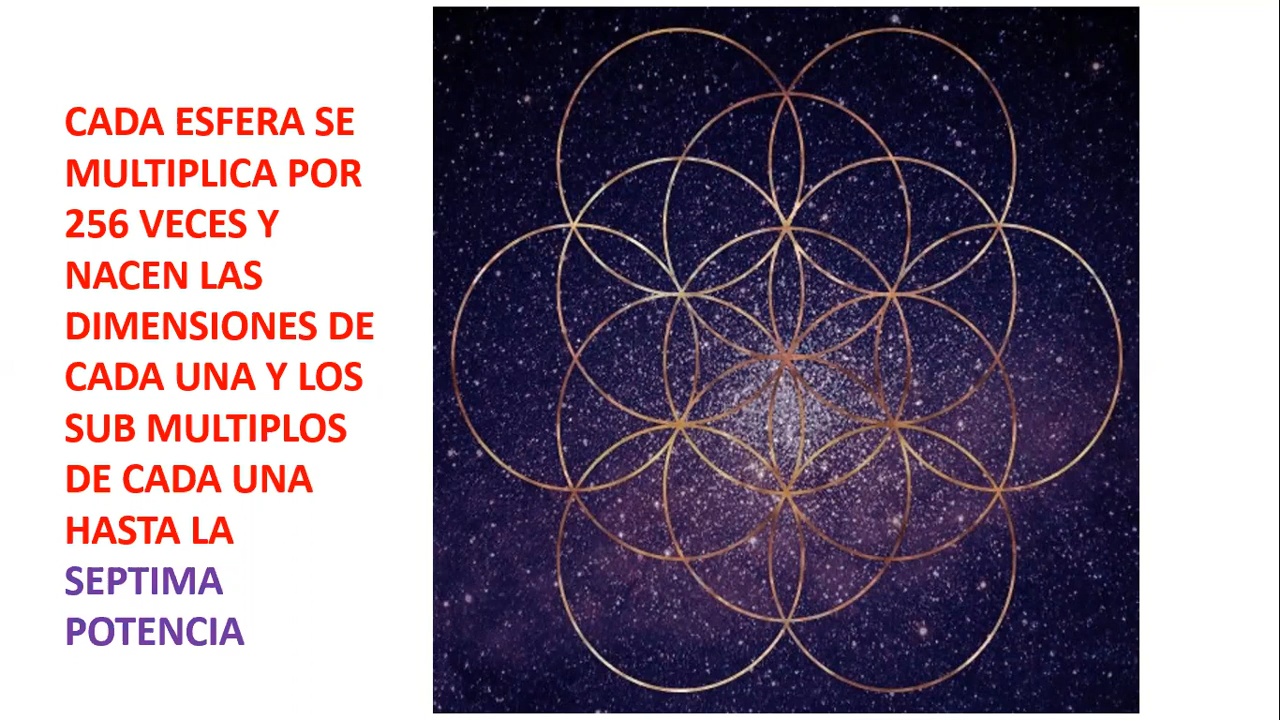 CADA ESFERA SE
MULTIPLICA POR
256 VECES Y
NACEN LAS
DIMENSIONES DE
CADA UNA Y LOS
SUB MULTIPLOS
DE CADA UNA
HASTA LA
SEPTIMA
POTENCIA